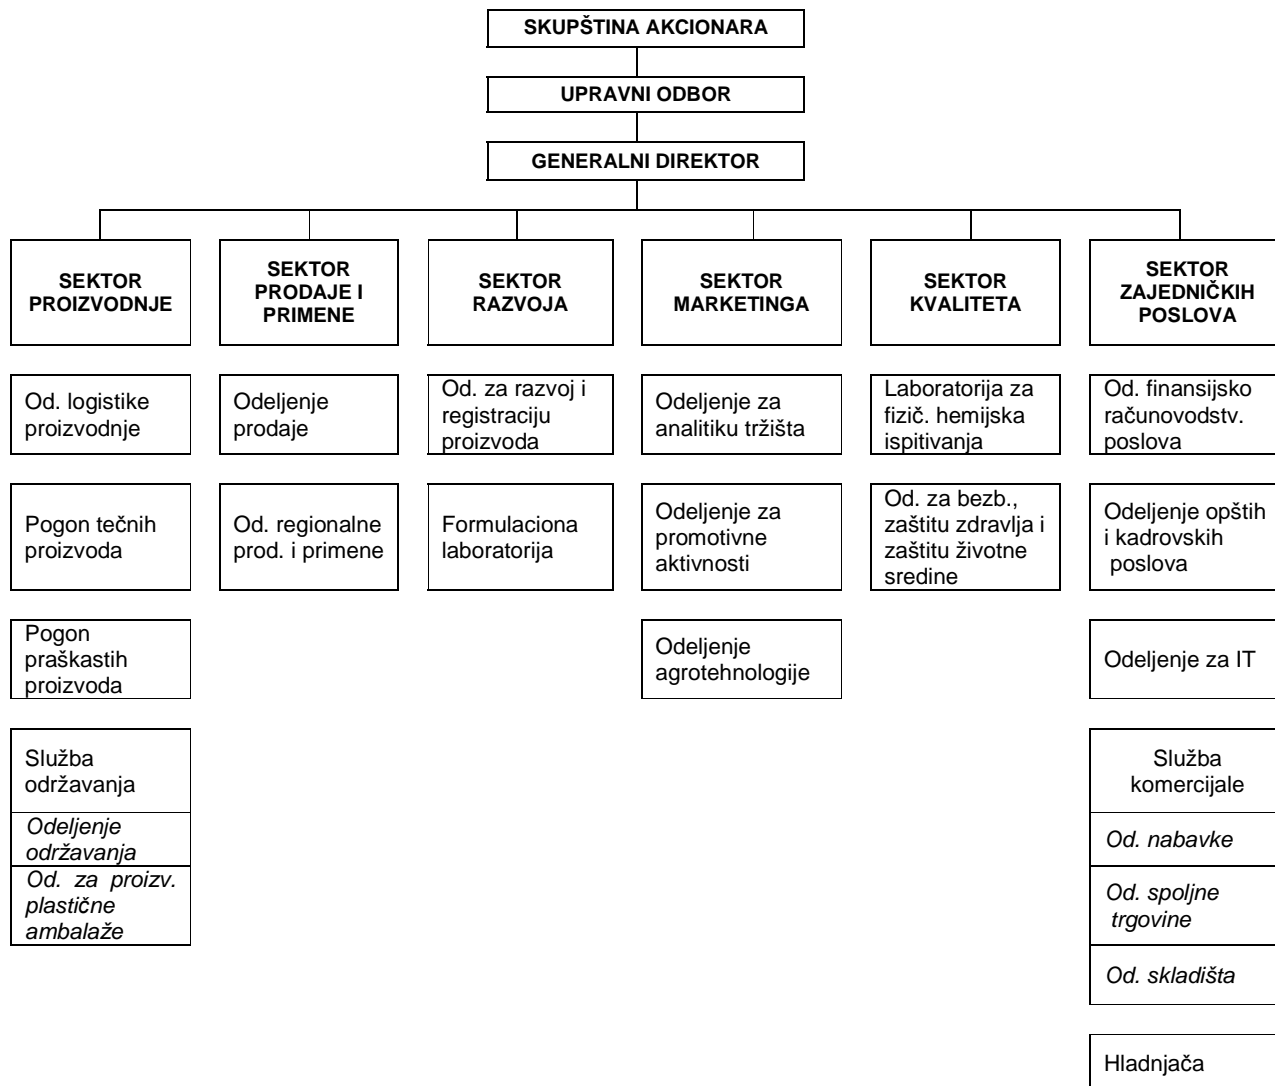 SKUPŠTINA AKCIONARA
UPRAVNI ODBOR
GENERALNI DIREKTOR
SEKTOR
PROIZVODNJE
SEKTOR
PRODAJE I
PRIMENE
SEKTOR
RAZVOJA
SEKTOR
MARKETINGA
SEKTOR
KVALITETA
SEKTOR
ZAJEDNIČKIH
POSLOVA
Od. logistike
proizvodnje
Odeljenje
prodaje
Od. za razvoj i
registraciju
proizvoda
Odeljenje za
analitiku tržišta
Laboratorija za
fizič. hemijska
ispitivanja
Od. finansijsko
računovodstv.
poslova
Pogon tečnih
proizvoda
Od. regionalne
prod. i primene
Formulaciona
laboratorija
Odeljenje za
promotivne
aktivnosti
Od. za bezb.,
zaštitu zdravlja i
zaštitu životne
sredine
Odeljenje opštih
i kadrovskih
poslova
Pogon
praškastih
proizvoda
Odeljenje
agrotehnologije
Odeljenje za IT
Služba
održavanja
Odeljenje
održavanja
Od. za proizv.
plastične
ambalaže
Služba
komercijale
Od. nabavke
Od. spoljne
trgovine
Od. skladišta
Hladnjača